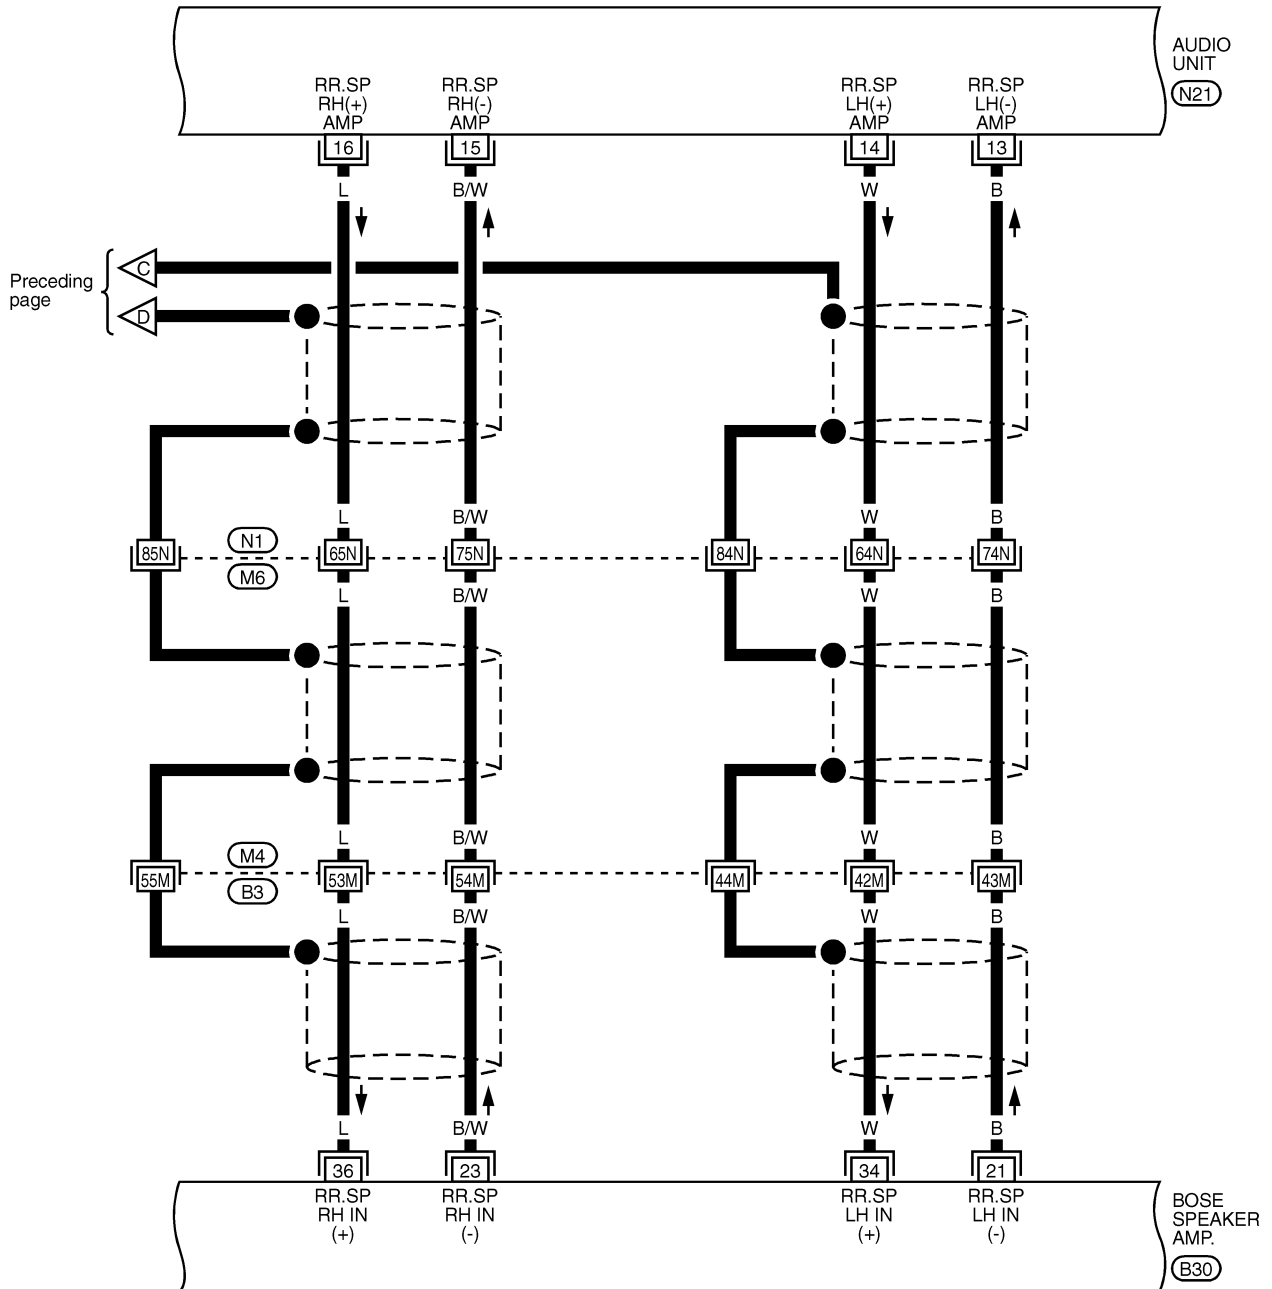 AUDIO
UNIT
N21
RR.SP
RH(+)
AMP
RR.SP
RH(-)
AMP
RR.SP
LH(+)
AMP
RR.SP
LH(-)
AMP
16
15
14
13
L
B/W
W
B
Preceding
page
C
D
L
B/W
W
B
85N
N1
M6
65N
75N
84N
64N
74N
L
B/W
W
B
L
B/W
W
B
55M
M4
B3
53M
54M
44M
42M
43M
L
B/W
W
B
L
B/W
W
B
36
23
34
21
RR.SP
RH IN
(+)
RR.SP
RH IN
(-)
RR.SP
LH IN
(+)
RR.SP
LH IN
(-)
BOSE
SPEAKER
AMP.
B30